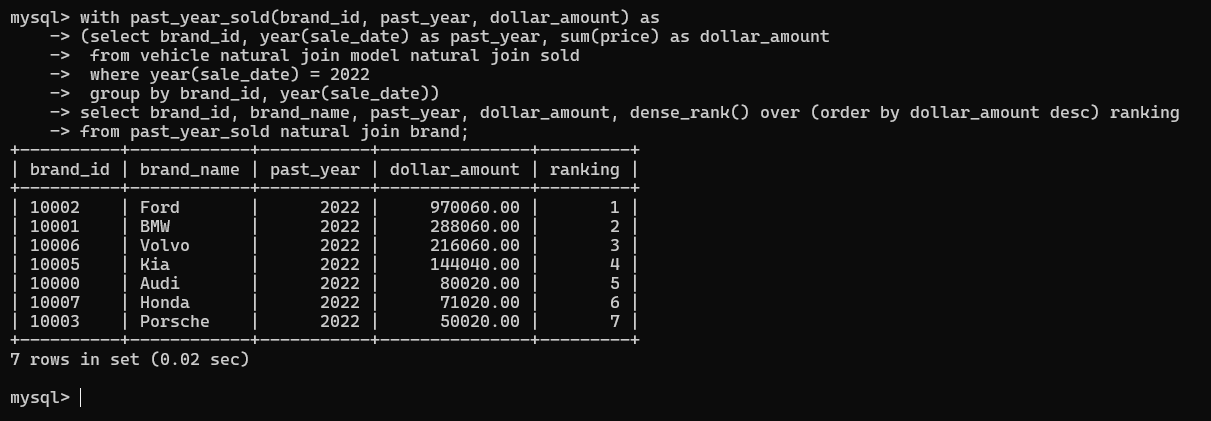 mysql> with past_year_sold(brand_id, past_year, dollar_amount) as
    -> (select brand_id, year(sale_date) as past_year, sum(price) as dollar_amount
    ->  from vehicle natural join model natural join sold
    ->  where year(sale_date) = 2022
    ->  group by brand_id, year(sale_date))
    -> select brand_id, brand_name, past_year, dollar_amount, dense_rank() over (order by dollar_amount desc) ranking
    -> from past_year_sold natural join brand;
+----------+------------+-----------+---------------+---------+
| brand_id | brand_name | past_year | dollar_amount | ranking |
+----------+------------+-----------+---------------+---------+
| 10002    | Ford       |      2022 |     970060.00 |       1 |
| 10001    | BMW        |      2022 |     288060.00 |       2 |
| 10006    | Volvo      |      2022 |     216060.00 |       3 |
| 10005    | Kia        |      2022 |     144040.00 |       4 |
| 10000    | Audi       |      2022 |      80020.00 |       5 |
| 10007    | Honda      |      2022 |      71020.00 |       6 |
| 10003    | Porsche    |      2022 |      50020.00 |       7 |
+----------+------------+-----------+---------------+---------+
7 rows in set (0.02 sec)
mysql>